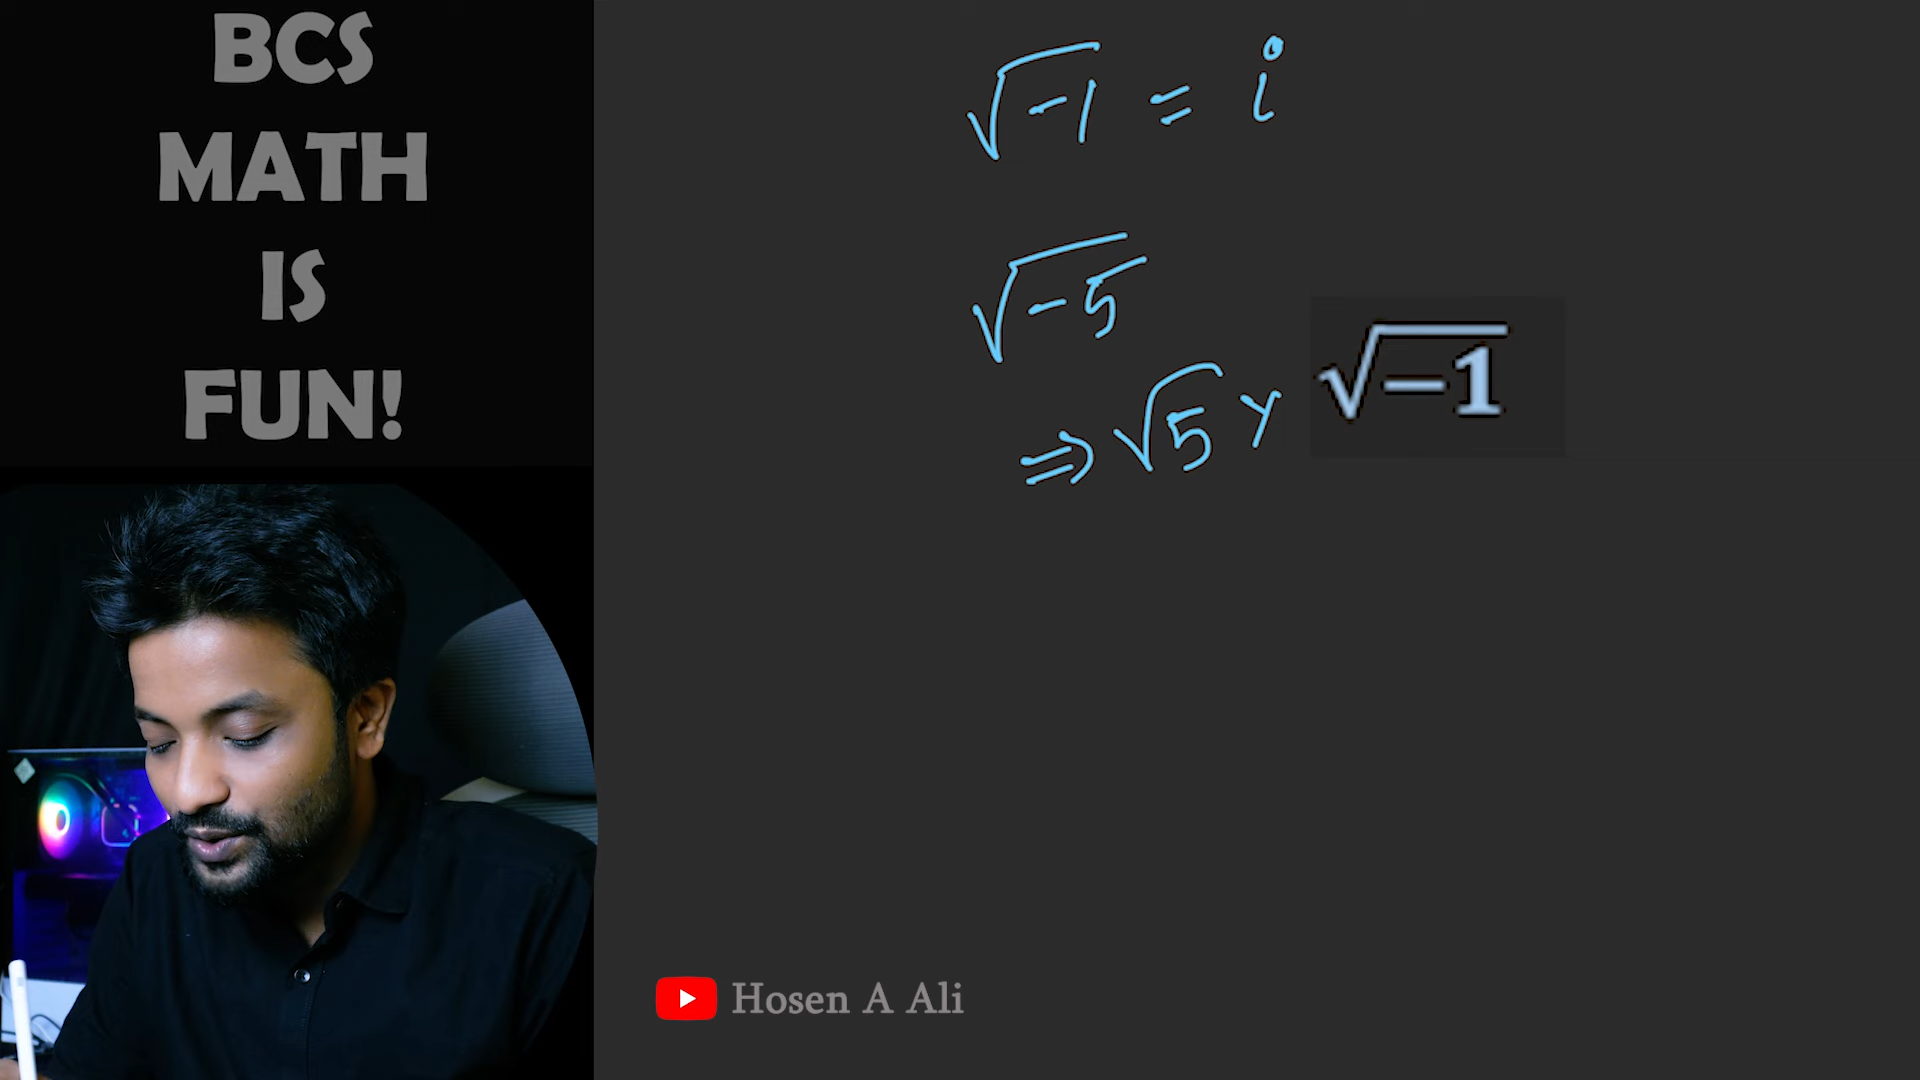 BCS
MATH
IS
FUN!
√-1 = i
√-5
⇒ √5 × √-1
Hosen A Ali